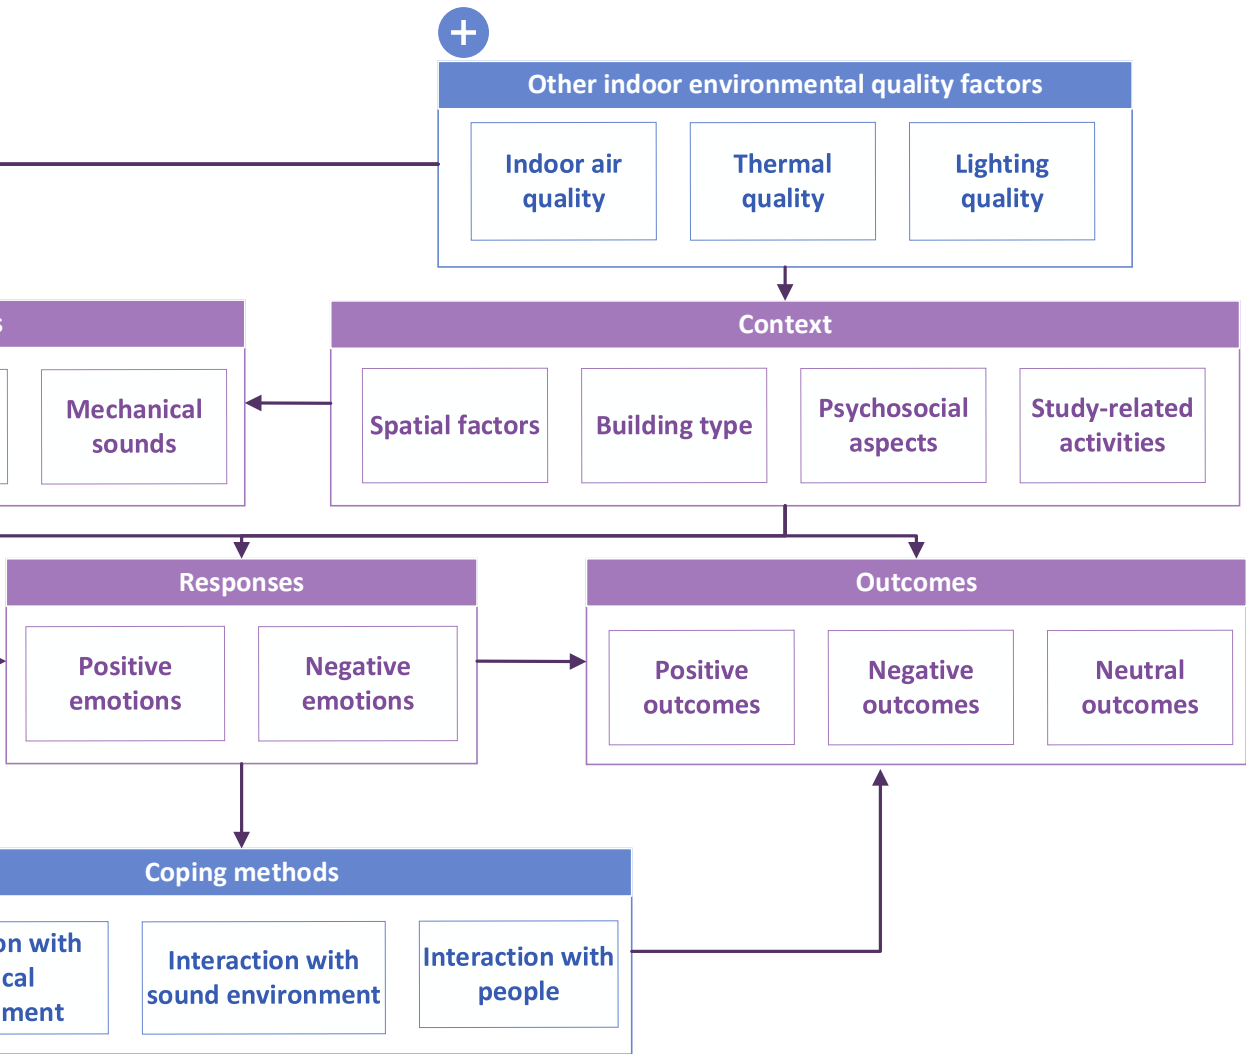 Other indoor environmental quality factors
Indoor air
quality
Thermal
quality
Lighting
quality
Context
Mechanical
sounds
Spatial factors
Building type
Psychosocial
aspects
Study-related
activities
Responses
Positive
emotions
Negative
emotions
Outcomes
Positive
outcomes
Negative
outcomes
Neutral
outcomes
Coping methods
with
Interaction with
sound environment
Interaction with
people